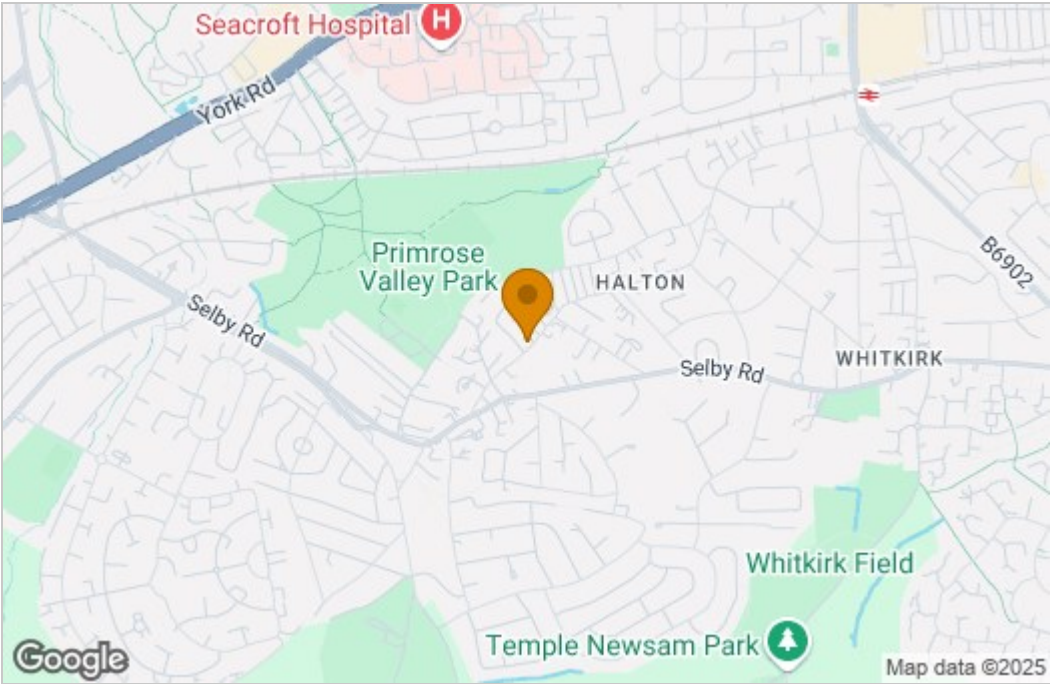 Seacroft Hospital
H
York Rd
Primrose
Valley Park
HALTON
B6902
Selby Rd
Selby Rd
WHITKIRK
Whitkirk Field
Temple Newsam Park
Google
Map data ©2025